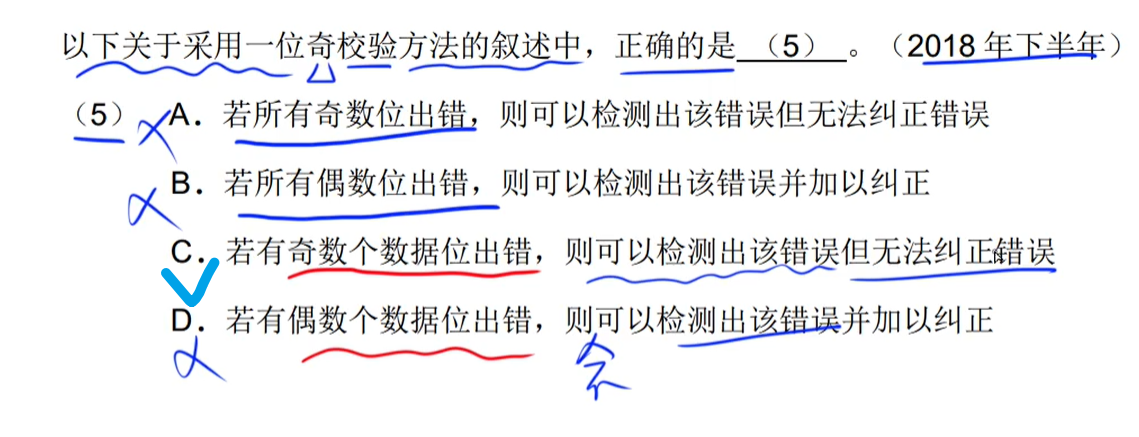 以下关于采用一位奇校验方法的叙述中，正确的是 （5） 。（2018 年下半年）
（5） A．若所有奇数位出错，则可以检测出该错误但无法纠正错误
B．若所有偶数位出错，则可以检测出该错误并加以纠正
C．若有奇数个数据位出错，则可以检测出该错误但无法纠正错误
D．若有偶数个数据位出错，则可以检测出该错误并加以纠正